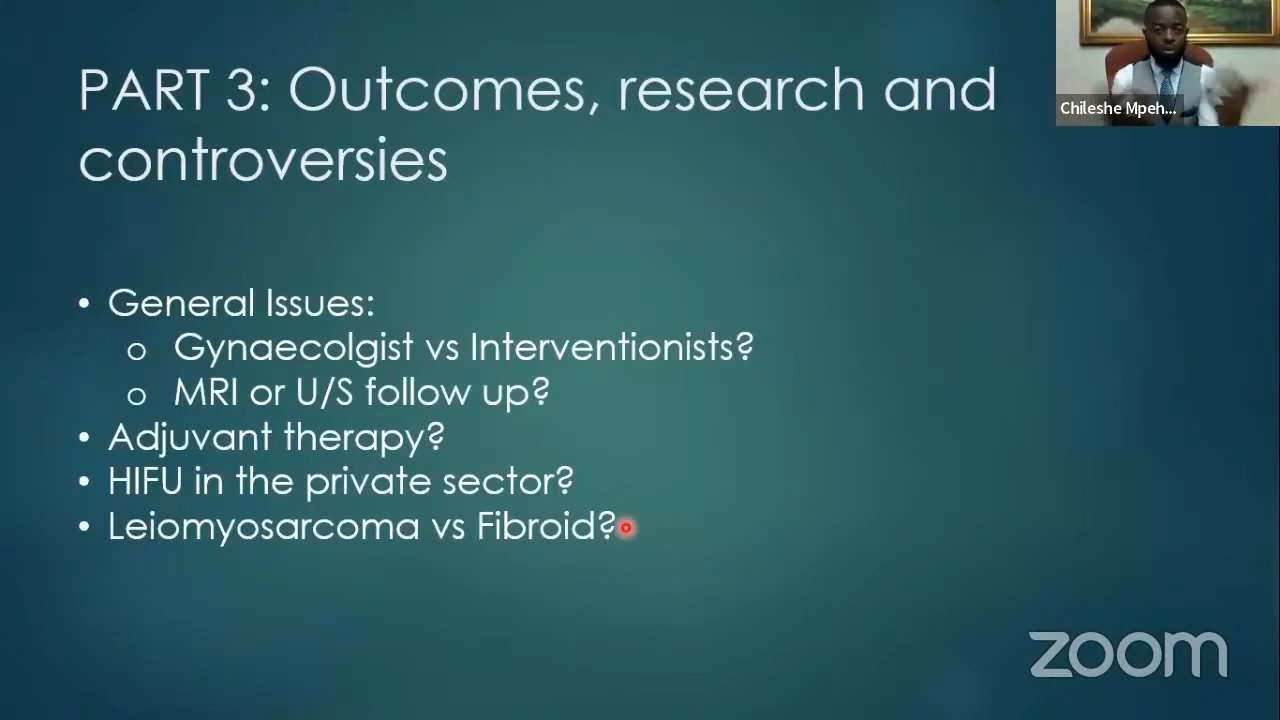 PART 3: Outcomes, research and
controversies
Chileshe Mpeh...
• General Issues:
o Gynaecolgist vs Interventionists?
o MRI or U/S follow up?
• Adjuvant therapy?
• HIFU in the private sector?
• Leiomyosarcoma vs Fibroid?
zoom